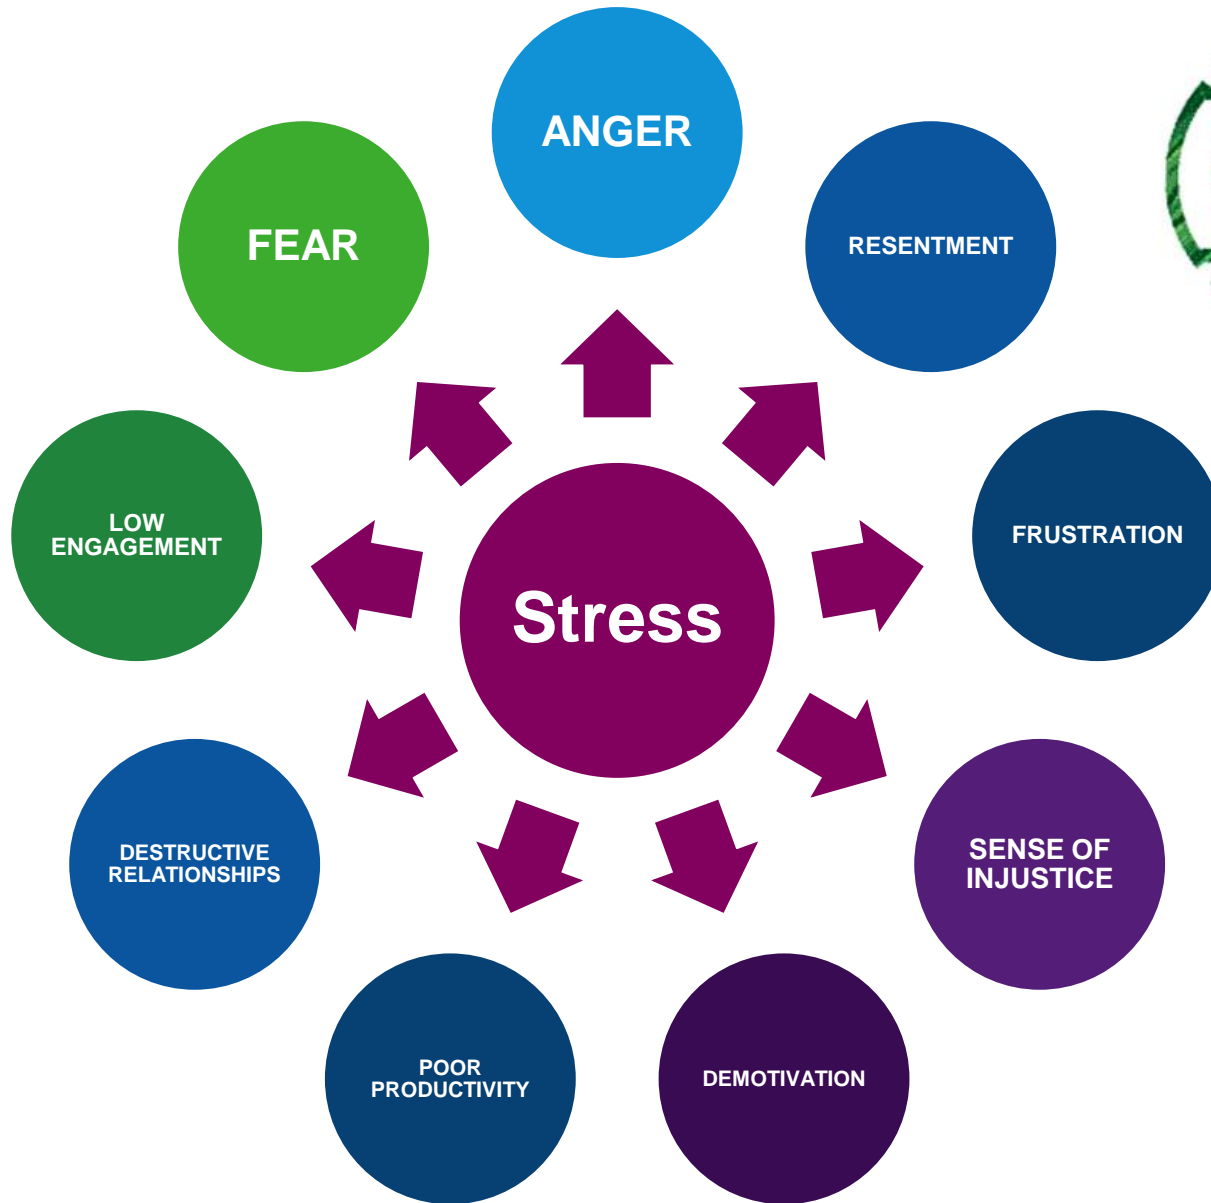 ANGER
RESENTMENT
FRUSTRATION
SENSE OF
INJUSTICE
DEMOTIVATION
POOR
PRODUCTIVITY
DESTRUCTIVE
RELATIONSHIPS
LOW
ENGAGEMENT
FEAR
Stress